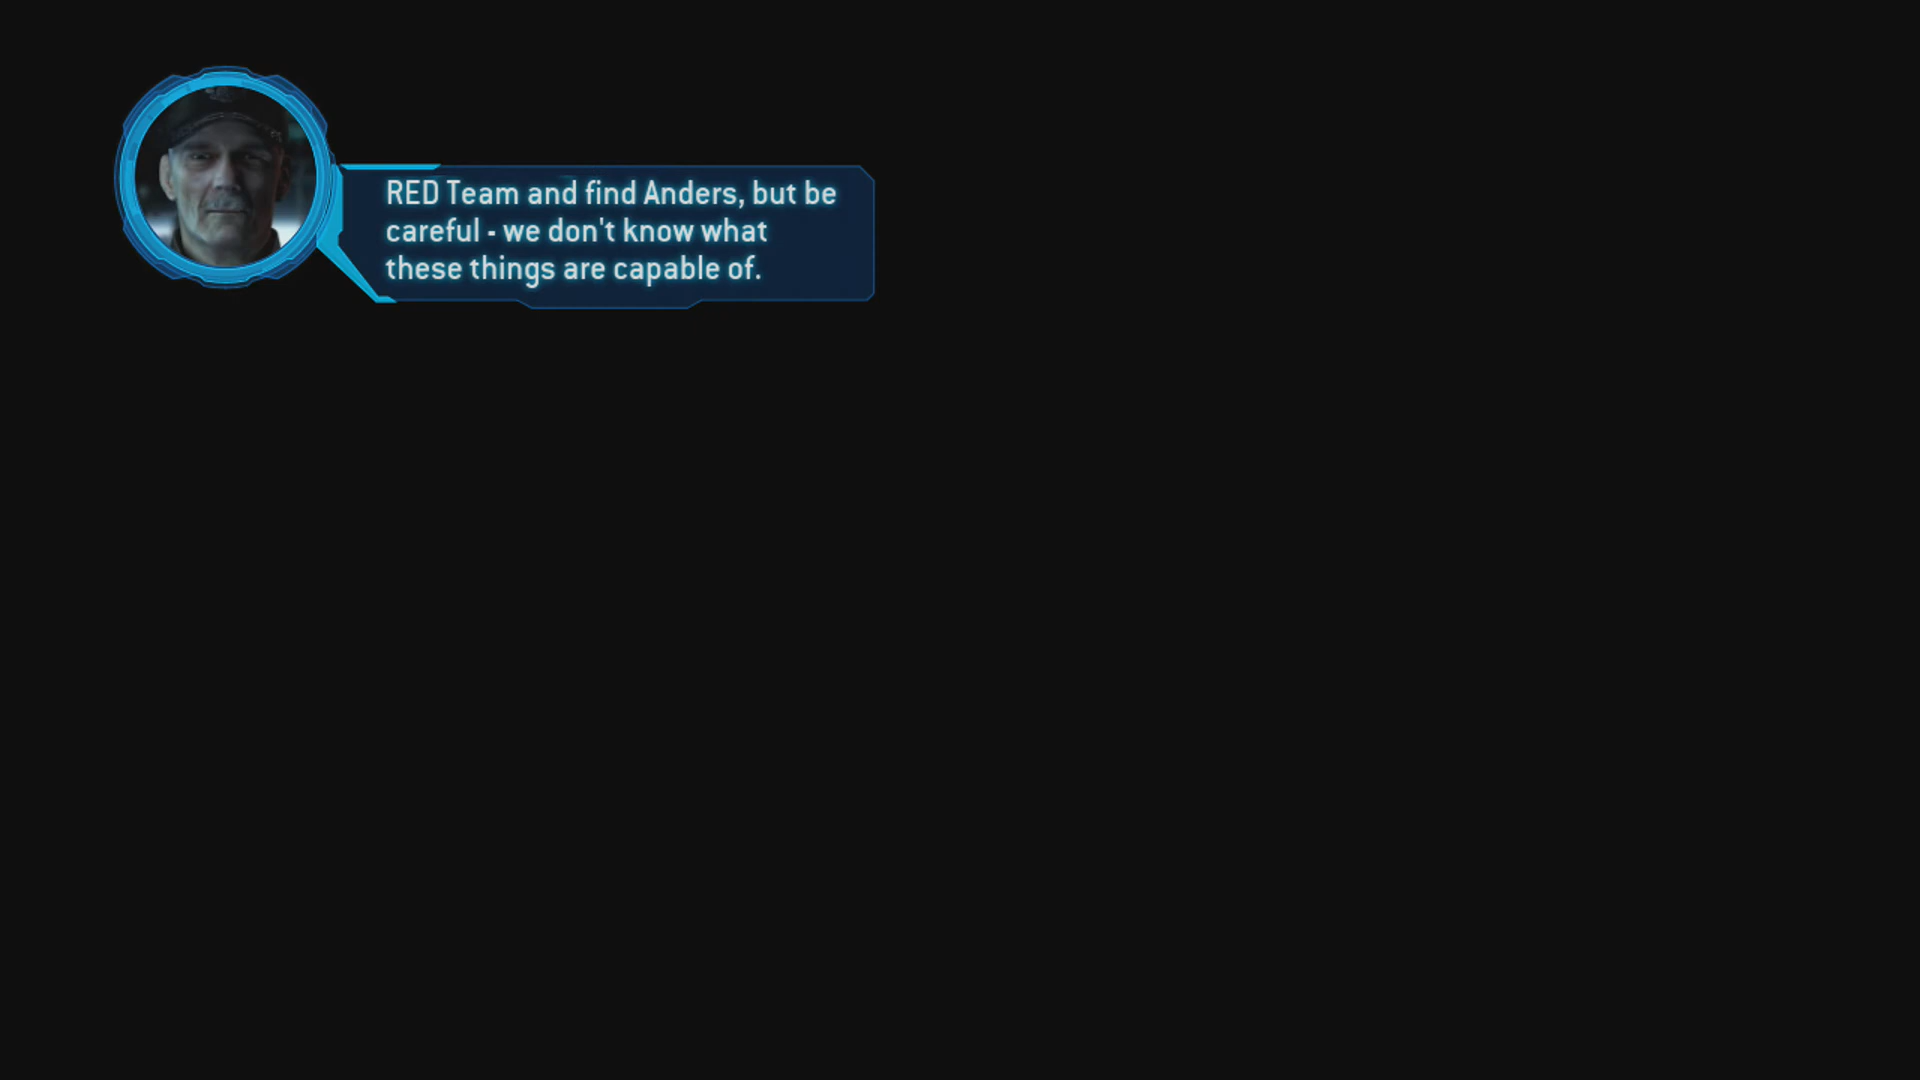 RED Team and find Anders, but be
careful - we don't know what
these things are capable of.